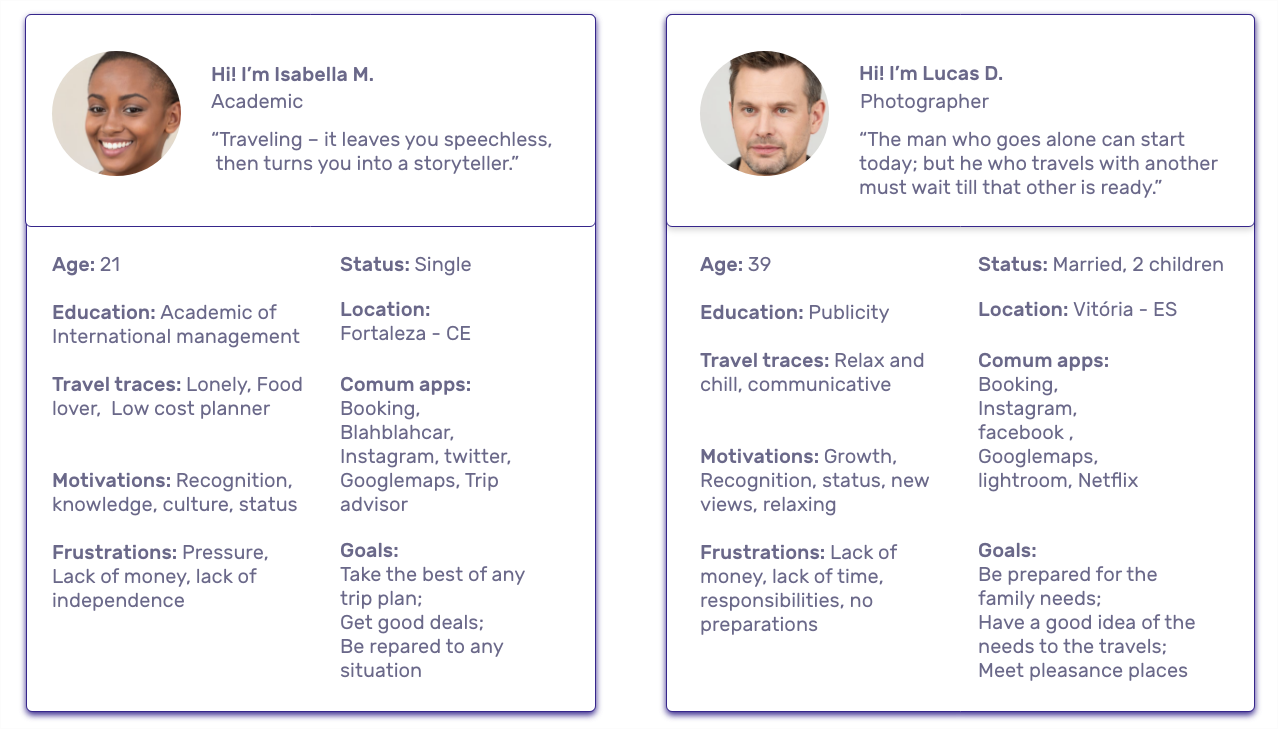 Hi! I’m Isabella M.
Academic
“Traveling – it leaves you speechless,
then turns you into a storyteller.”
Age: 21
Education: Academic of
International management
Travel traces: Lonely, Food
lover, Low cost planner
Motivations: Recognition,
knowledge, culture, status
Frustrations: Pressure,
Lack of money, lack of
independence
Status: Single
Location:
Fortaleza - CE
Comum apps:
Booking,
Blahblahcar,
Instagram, twitter,
Googlemaps, Trip
advisor
Goals:
Take the best of any
trip plan;
Get good deals;
Be repared to any
situation
Hi! I’m Lucas D.
Photographer
“The man who goes alone can start
today; but he who travels with another
must wait till that other is ready.”
Age: 39
Education: Publicity
Travel traces: Relax and
chill, communicative
Motivations: Growth,
Recognition, status, new
views, relaxing
Frustrations: Lack of
money, lack of time,
responsibilities, no
preparations
Status: Married, 2 children
Location: Vitória - ES
Comum apps:
Booking,
Instagram,
facebook ,
Googlemaps,
lightroom, Netflix
Goals:
Be prepared for the
family needs;
Have a good idea of the
needs to the travels;
Meet pleasance places